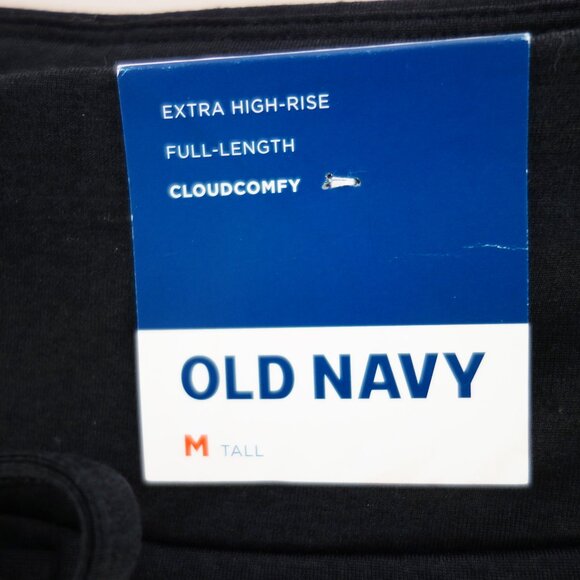 EXTRA HIGH-RISE
FULL-LENGTH
CLOUDCOMFY
OLD NAVY
M TALL